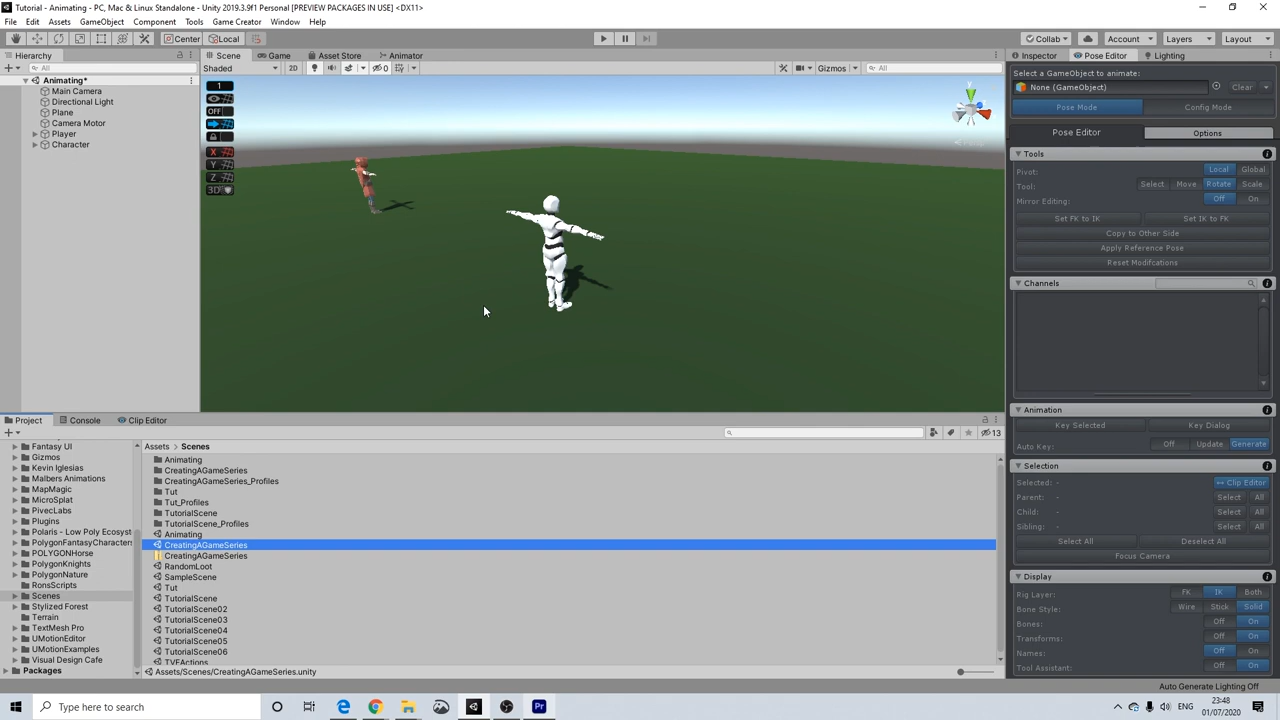 Tutorial - Animating - PC, Mac & Linux Standalone - Unity 2019.3.9f1 Personal [PREVIEW PACKAGES IN USE] <DX11>
File Edit Assets GameObject Component Tools Game Creator Window Help
Center Local Collab Account Layers Layout
Hierarchy
All
Animating*
Main Camera
Directional Light
Plane
Camera Motor
Player
Character
Scene Game Asset Store Animator
Shaded 2D 0 Gizmos All
1
OFF
X
Y
Z
3D
Inspector Pose Editor Lighting
Select a GameObject to animate:
None (GameObject) Clear
Pose Mode Config Mode
Pose Editor Options
Tools
Pivot: Local Global
Tool: Select Move Rotate Scale
Mirror Editing: Off On
Set FK to IK Set IK to FK
Copy to Other Side
Apply Reference Pose
Reset Modifcations
Channels
Animation
Key Selected Key Dialog
Auto Key: Off Update Generate
Selection
Selected: - Clip Editor
Parent: - Select All
Child: - Select All
Sibling: - Select All
Select All Deselect All
Focus Camera
Display
Rig Layer: FK IK Both
Bone Style: Wire Stick Solid
Bones: Off On
Transforms: Off On
Names: Off On
Tool Assistant: Off On
Project Console Clip Editor
13
Fantasy UI
Gizmos
Kevin Iglesias
Malbers Animations
MapMagic
MicroSplat
PivecLabs
Plugins
Polaris - Low Poly Ecosyst
PolygonFantasyCharacters
POLYGONHorse
PolygonKnights
PolygonNature
RonsScripts
Scenes
Stylized Forest
Terrain
TextMesh Pro
UMotionEditor
UMotionExamples
Visual Design Cafe
Packages
Assets Scenes
Animating
CreatingAGameSeries
CreatingAGameSeries_Profiles
Tut
Tut_Profiles
TutorialScene
TutorialScene_Profiles
Animating
CreatingAGameSeries
CreatingAGameSeries
RandomLoot
SampleScene
Tut
TutorialScene
TutorialScene02
TutorialScene03
TutorialScene04
TutorialScene05
TutorialScene06
Assets/Scenes/CreatingAGameSeries.unity
Auto Generate Lighting Off
Type here to search
23:48
01/07/2020